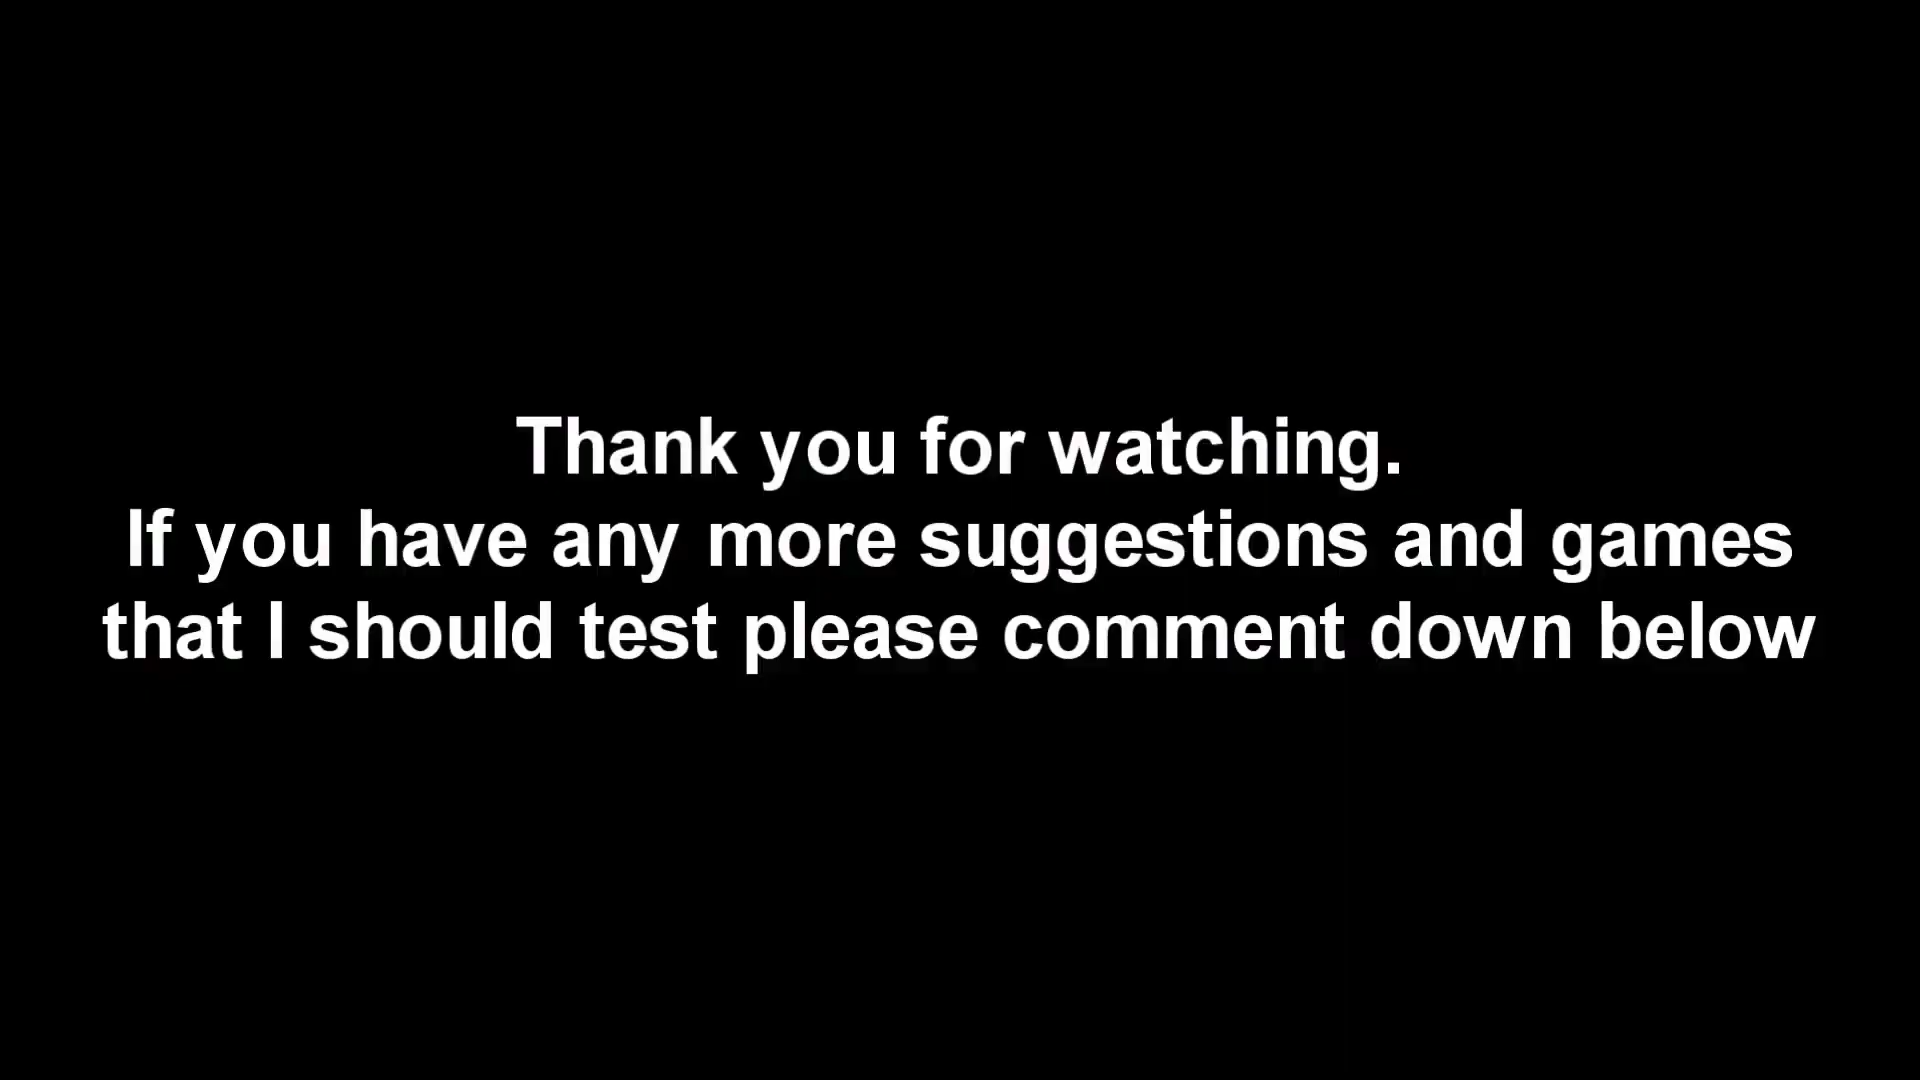 Thank you for watching.
If you have any more suggestions and games
that I should test please comment down below